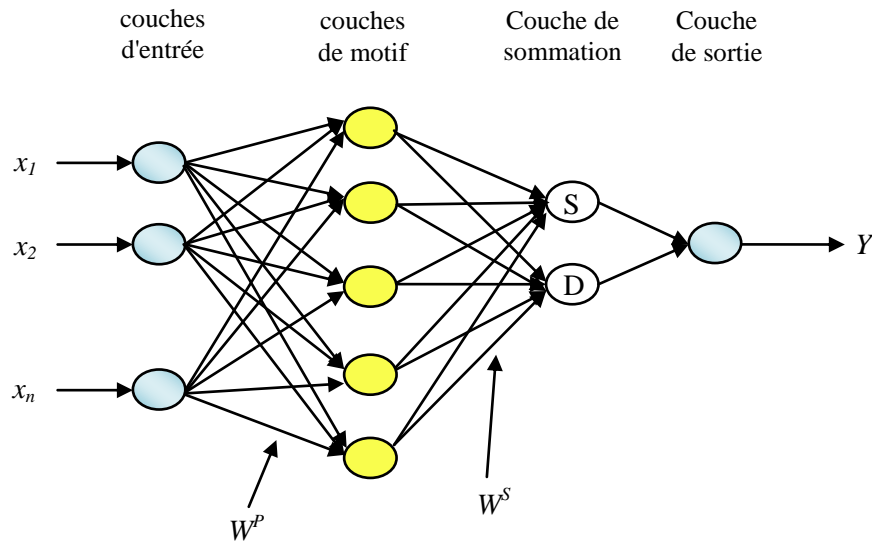 couches
d'entrée
couches
de motif
Couche de
sommation
Couche
de sortie
x1
x2
xn
S
D
Y
W^P
W^S